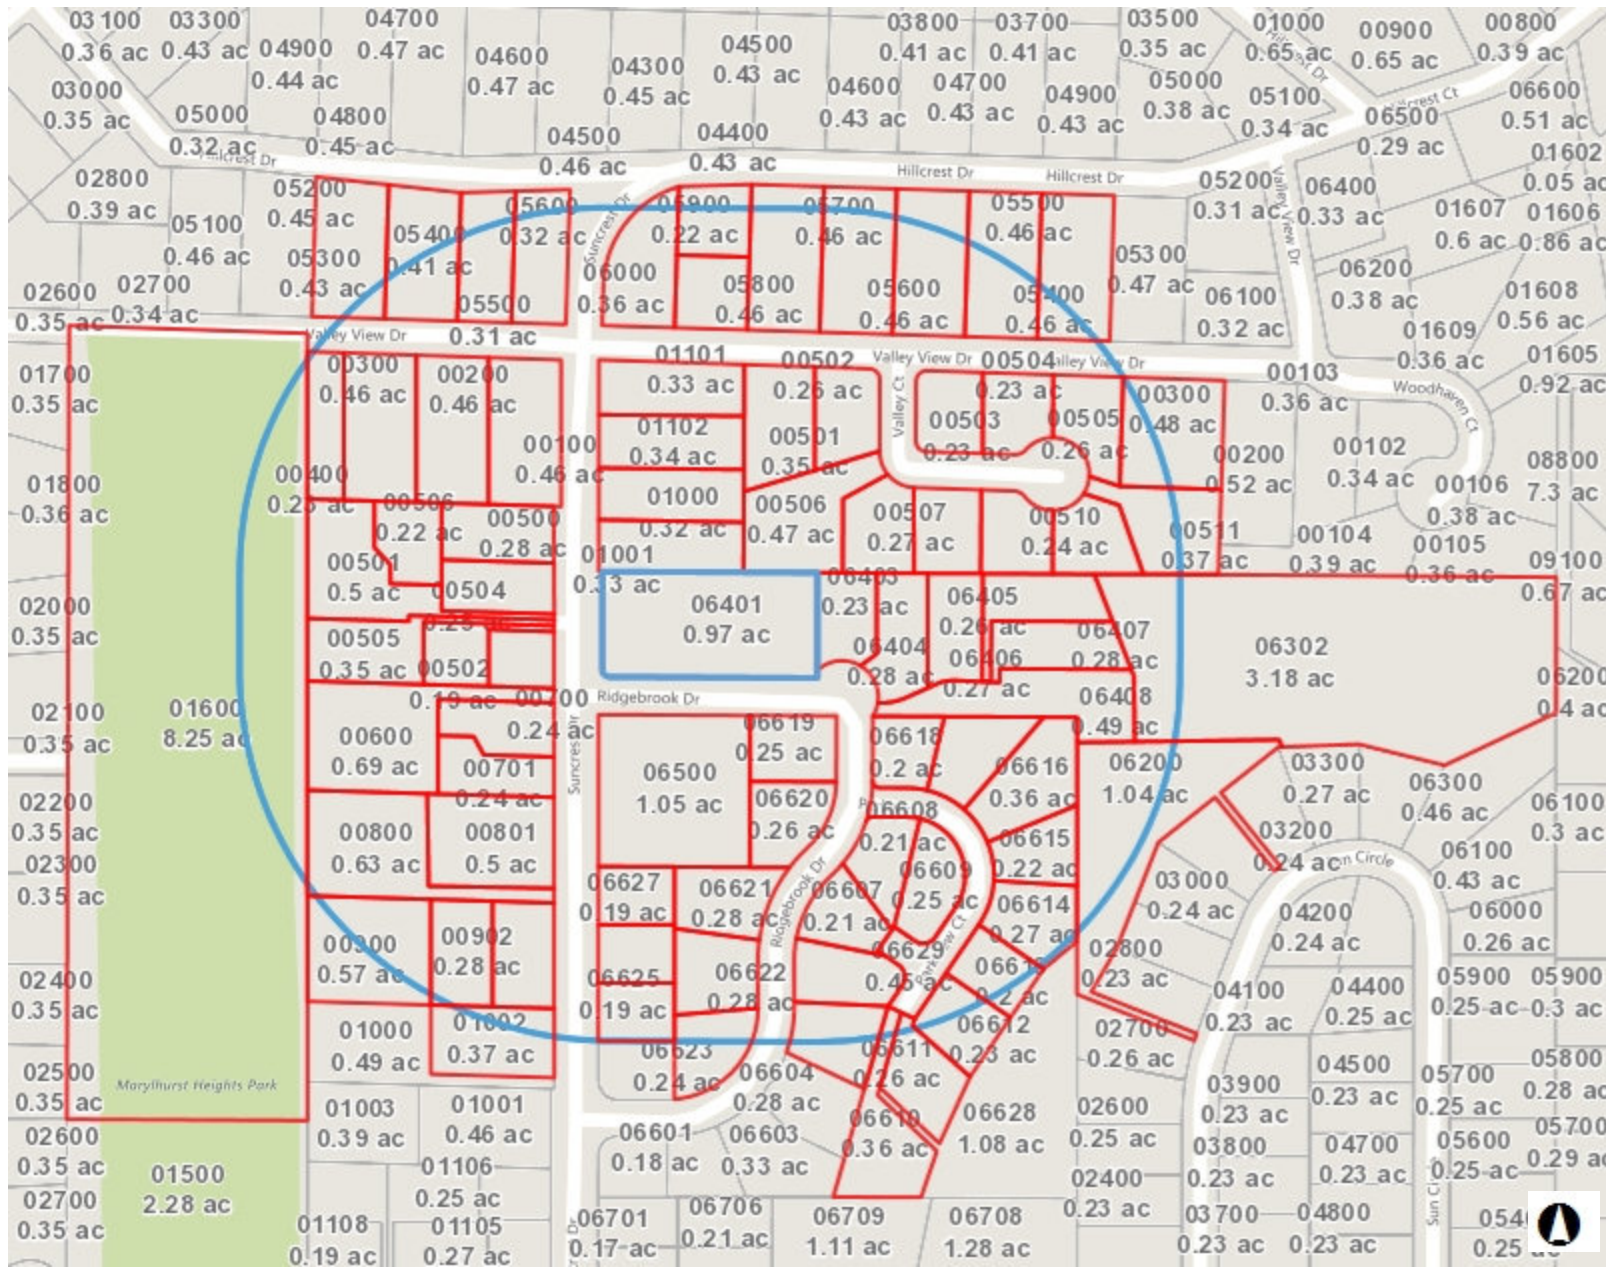 03100
0.36 ac
03300
0.43 ac
04900
0.44 ac
04700
0.47 ac
04600
0.47 ac
04300
0.45 ac
04500
0.43 ac
03800
0.41 ac
03700
0.41 ac
03500
0.35 ac
01000
0.65 ac
00900
0.65 ac
00800
0.39 ac
03000
0.35 ac
05000
0.32 ac
04800
0.45 ac
04500
0.46 ac
04400
0.43 ac
04600
0.43 ac
04700
0.43 ac
04900
0.43 ac
05000
0.38 ac
05100
0.34 ac
06500
0.29 ac
06600
0.51 ac
Hillcrest Dr
Hillcrest Dr
02800
0.39 ac
05100
0.46 ac
05200
0.45 ac
05300
0.43 ac
05400
0.41 ac
05600
0.32 ac
05500
0.31 ac
Suncrest Dr
05900
0.22 ac
06000
0.36 ac
05800
0.46 ac
05700
0.46 ac
05600
0.46 ac
05500
0.46 ac
05400
0.46 ac
05300
0.47 ac
05200
0.31 ac
06100
0.32 ac
Valley View Dr
06400
0.33 ac
06200
0.38 ac
01602
0.05 ac
01607
0.6 ac
01606
0.86 ac
01608
0.56 ac
01609
0.36 ac
01605
0.92 ac
02600
0.35 ac
02700
0.34 ac
Valley View Dr
Valley View Dr
Valley View Dr
Woodhaven Ct
Valley Ct
01700
0.35 ac
00300
0.46 ac
00200
0.46 ac
00100
0.46 ac
00400
0.23 ac
01101
0.33 ac
01102
0.34 ac
01000
0.32 ac
01001
0.33 ac
00502
0.26 ac
00501
0.35 ac
00506
0.47 ac
00504
0.23 ac
00503
0.23 ac
00505
0.26 ac
00507
0.27 ac
00510
0.24 ac
00300
0.48 ac
00200
0.52 ac
00511
0.37 ac
00103
0.36 ac
00102
0.34 ac
00106
0.38 ac
00104
0.39 ac
00105
0.36 ac
08800
7.3 ac
09100
0.67 ac
01800
0.36 ac
00506
0.22 ac
00500
0.28 ac
00501
0.5 ac
00504
02000
0.35 ac
00505
0.35 ac
00502
0.19 ac
06401
0.97 ac
06403
0.23 ac
06404
0.28 ac
06405
0.26 ac
06406
0.27 ac
06407
0.28 ac
06408
0.49 ac
06302
3.18 ac
06200
0.4 ac
02100
0.35 ac
01600
8.25 ac
00700
0.24 ac
00600
0.69 ac
00701
0.24 ac
Ridgebrook Dr
Suncrest Dr
06619
0.25 ac
06500
1.05 ac
06620
0.26 ac
06618
0.2 ac
06616
0.36 ac
06200
1.04 ac
03300
0.27 ac
06300
0.46 ac
06100
0.3 ac
02200
0.35 ac
00800
0.63 ac
00801
0.5 ac
06608
0.21 ac
06609
0.25 ac
06615
0.22 ac
03200
0.24 ac
06100
0.43 ac
02300
0.35 ac
06627
0.19 ac
06621
0.28 ac
06607
0.21 ac
06614
0.27 ac
03000
0.24 ac
04200
0.24 ac
06000
0.26 ac
Ridgebrook Dr
00900
0.57 ac
00902
0.28 ac
06625
0.19 ac
06622
0.28 ac
06629
0.45 ac
0.2 ac
02800
0.23 ac
04100
0.23 ac
04400
0.25 ac
05900
0.25 ac
05900
0.3 ac
02400
0.35 ac
01000
0.49 ac
01002
0.37 ac
06623
0.24 ac
06604
0.28 ac
06611
0.26 ac
06612
0.23 ac
02700
0.26 ac
04500
0.23 ac
05800
0.28 ac
02500
0.35 ac
Marylhurst Heights Park
01003
0.39 ac
01001
0.46 ac
06610
0.36 ac
06628
1.08 ac
02600
0.25 ac
03900
0.23 ac
05700
0.25 ac
02600
0.35 ac
06601
0.18 ac
06603
0.33 ac
03800
0.23 ac
04700
0.23 ac
05600
0.25 ac
05700
0.29 ac
01500
2.28 ac
01106
0.25 ac
02400
0.23 ac
02700
0.35 ac
01108
0.19 ac
01105
0.27 ac
06701
0.17 ac
06706
0.21 ac
06709
1.11 ac
06708
1.28 ac
03700
0.23 ac
04800
0.23 ac
0.25 ac